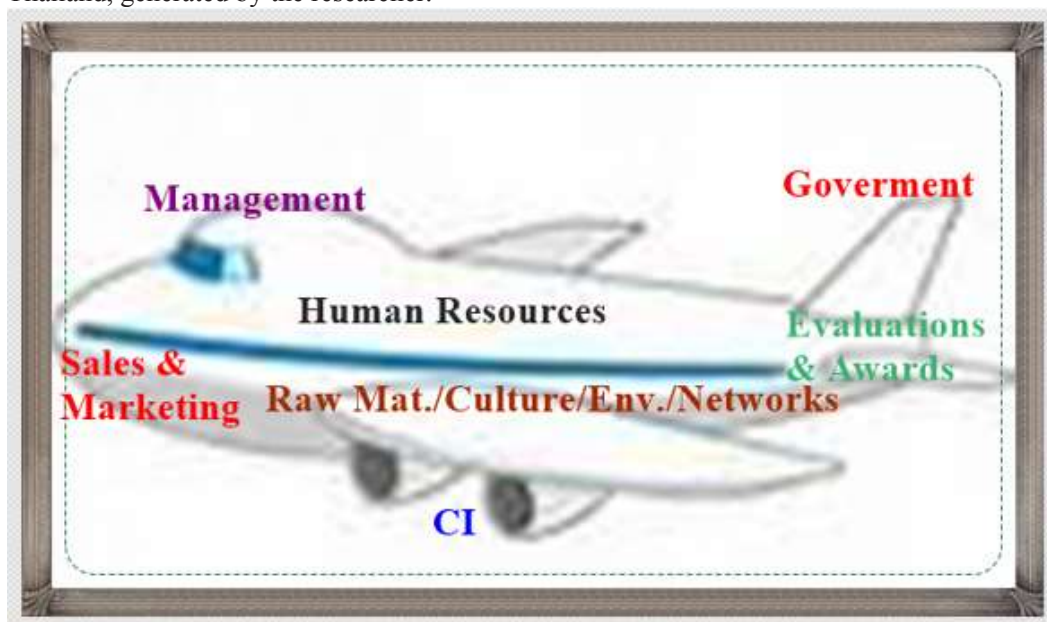 Thailand, generated by the researcher.
Management
Goverment
Human Resources
Evaluations
& Awards
Sales &
Marketing
Raw Mat./Culture/Env./Networks
CI